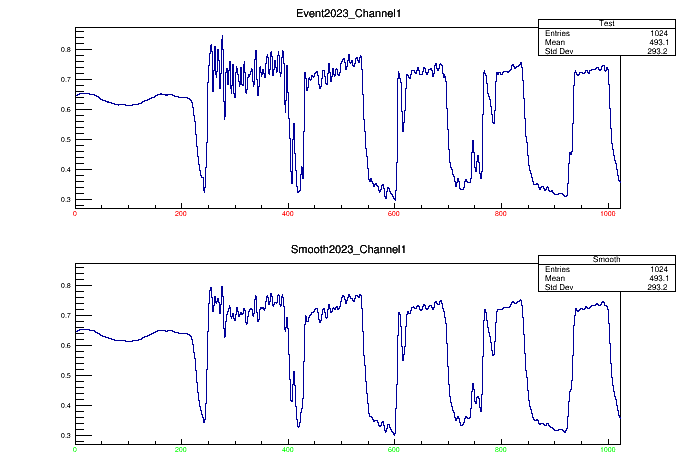 Event2023_Channel1
Test
Entries 1024
Mean 493.1
Std Dev 293.2
0.8
0.7
0.6
0.5
0.4
0.3
0 200 400 600 800 1000
Smooth2023_Channel1
Smooth
Entries 1024
Mean 493.1
Std Dev 293.2
0.8
0.7
0.6
0.5
0.4
0.3
0 200 400 600 800 1000